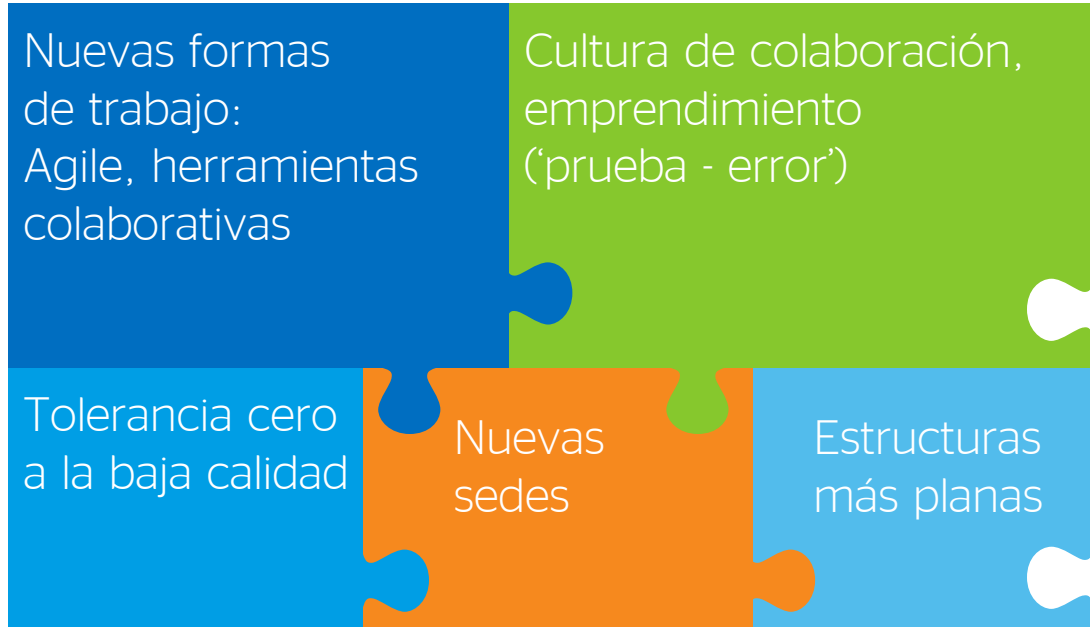 Nuevas formas
de trabajo:
Agile, herramientas
colaborativas
Cultura de colaboración,
emprendimiento
(‘prueba - error’)
Tolerancia cero
a la baja calidad
Nuevas
sedes
Estructuras
más planas